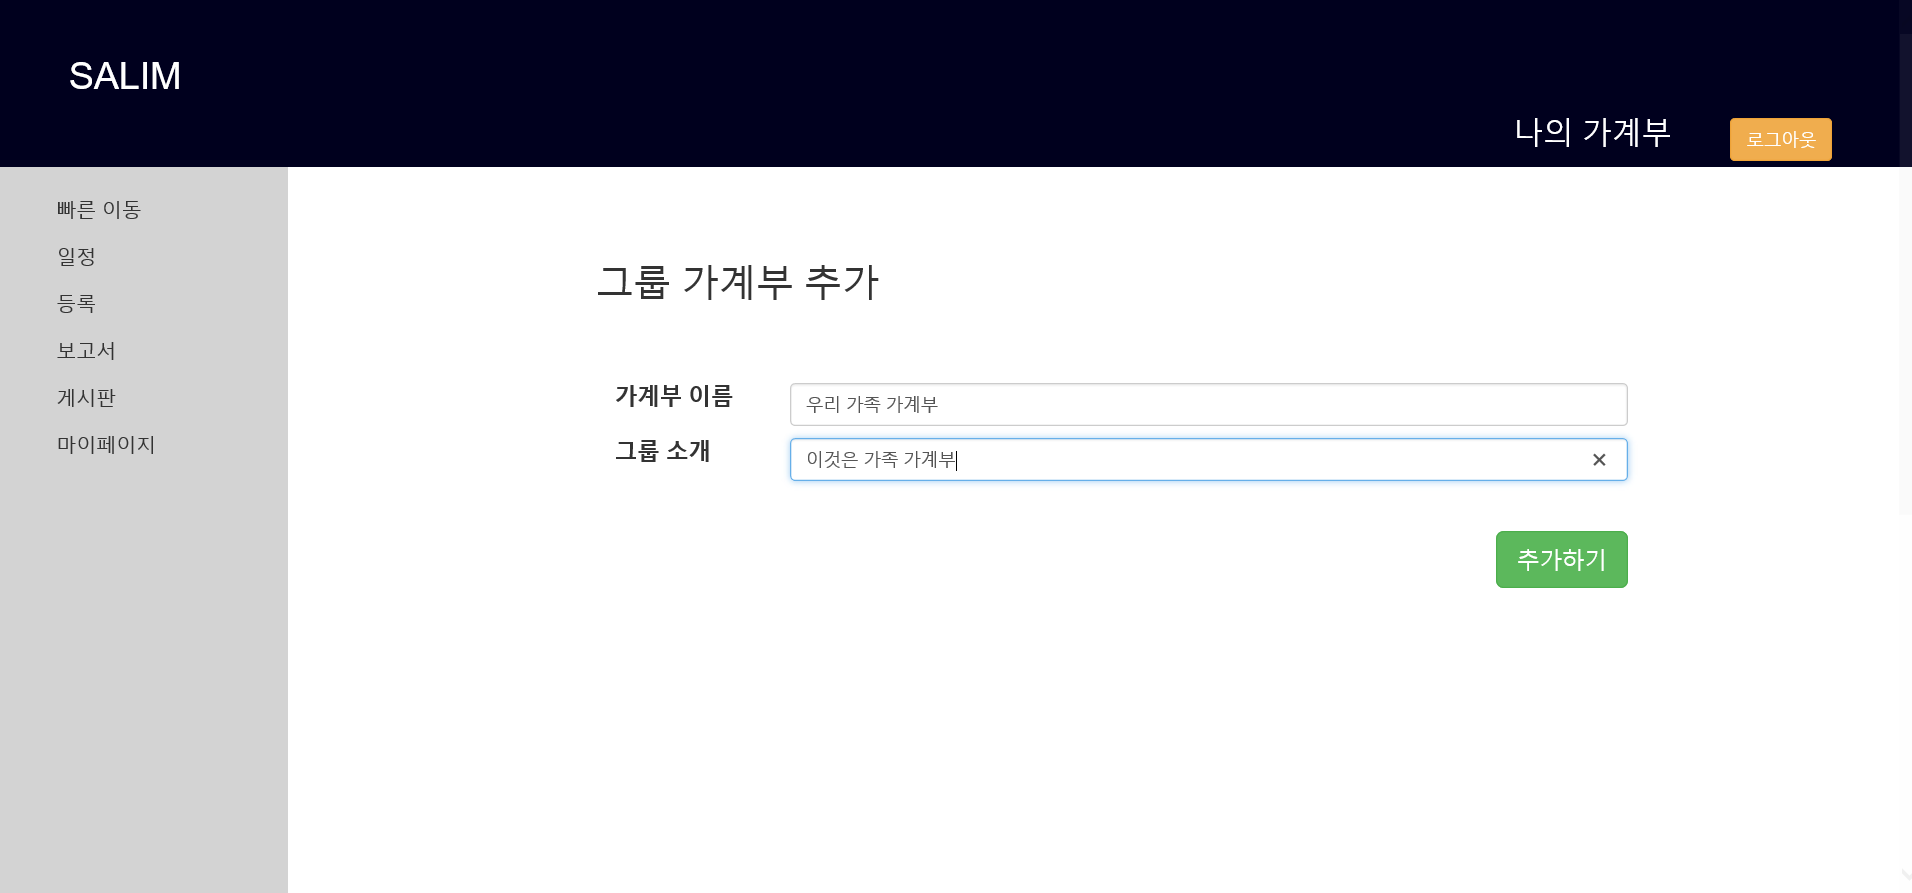 SALIM
나의 가계부
로그아웃
빠른 이동
일정
등록
보고서
게시판
마이페이지
그룹 가계부 추가
가계부 이름
우리 가족 가계부
그룹 소개
이것은 가족 가계부
추가하기